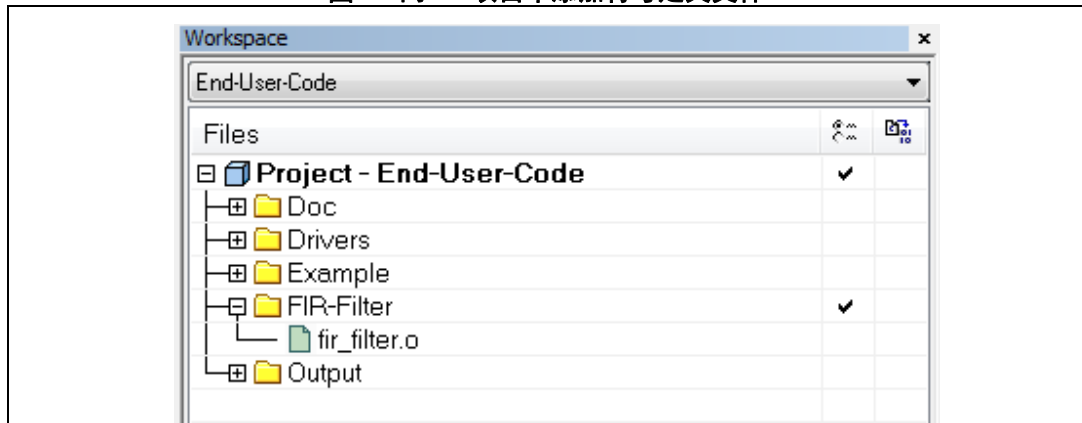 Workspace
End-User-Code
Files
Project - End-User-Code
Doc
Drivers
Example
FIR-Filter
fir_filter.o
Output